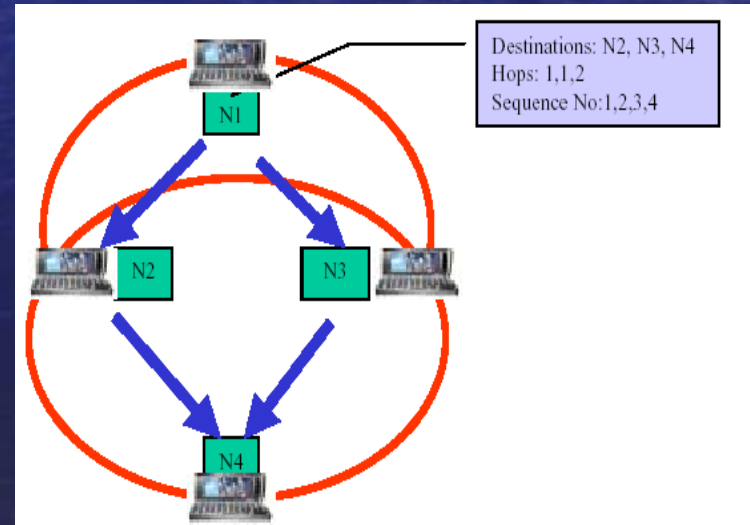 Destinations: N2, N3, N4
Hops: 1,1,2
Sequence No:1,2,3,4
N1
N2
N3
N4